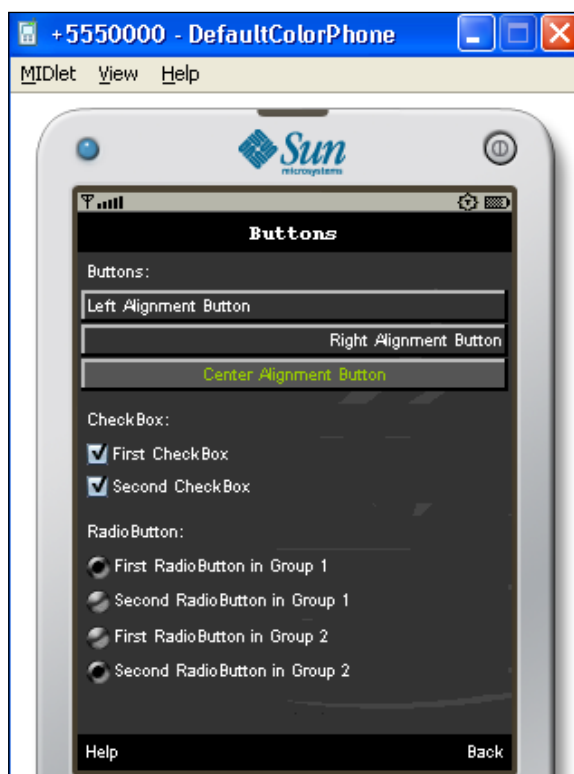 +5550000 - DefaultColorPhone
MIDlet View Help
Sun
microsystems
Buttons
Buttons:
Left Alignment Button
Right Alignment Button
Center Alignment Button
CheckBox:
First CheckBox
Second CheckBox
RadioButton:
First RadioButton in Group 1
Second RadioButton in Group 1
First RadioButton in Group 2
Second RadioButton in Group 2
Help Back